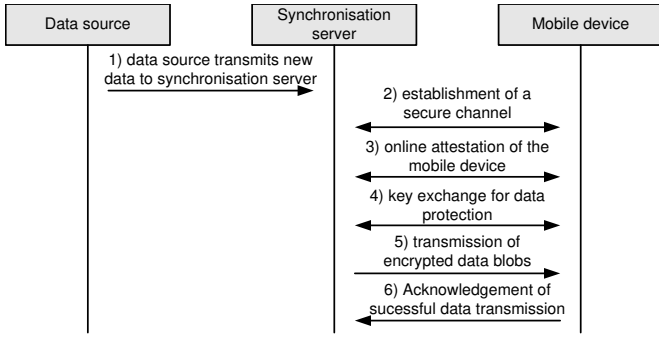 Data source
Synchronisation
server
Mobile device
1) data source transmits new
data to synchronisation server
2) establishment of a
secure channel
3) online attestation of the
mobile device
4) key exchange for data
protection
5) transmission of
encrypted data blobs
6) Acknowledgement of
sucessful data transmission